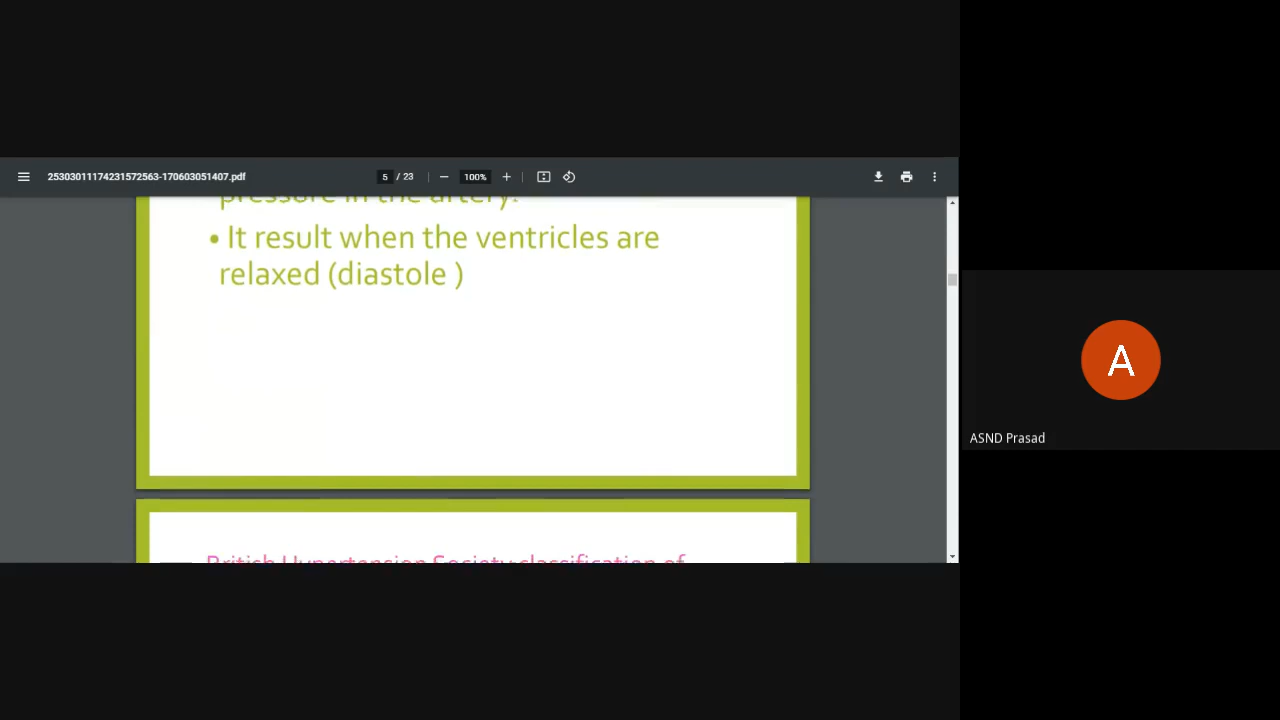 25303011174231572563-170603051407.pdf
5 / 23
100%
pressure in the artery.
• It result when the ventricles are
relaxed (diastole )
British Hypertension Society classification of
A
ASND Prasad